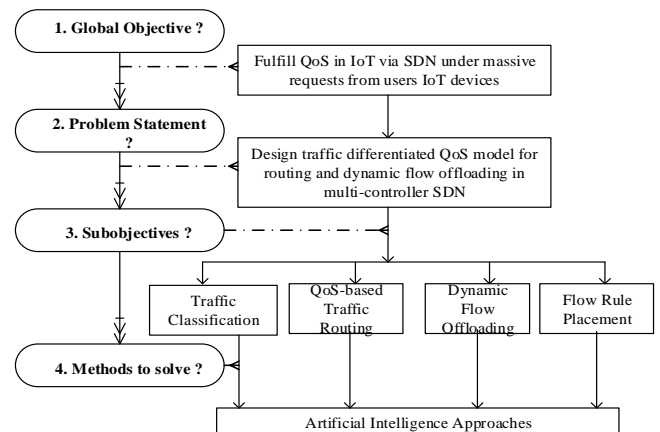 1. Global Objective ?
Fulfill QoS in IoT via SDN under massive
requests from users IoT devices
2. Problem Statement
?
Design traffic differentiated QoS model for
routing and dynamic flow offloading in
multi-controller SDN
3. Subobjectives ?
Traffic
Classification
QoS-based
Traffic
Routing
Dynamic
Flow
Offloading
Flow Rule
Placement
4. Methods to solve ?
Artificial Intelligence Approaches